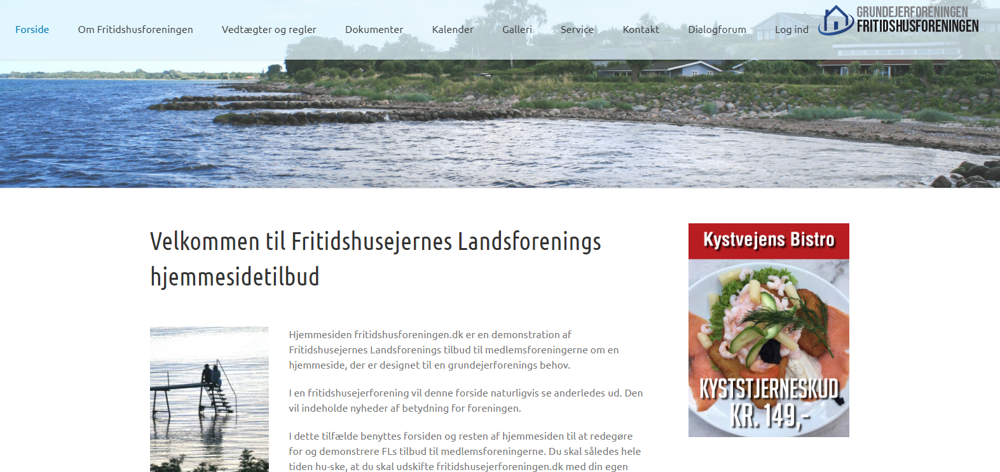 Forside
Om Fritidshusforeningen
Vedtægter og regler
Dokumenter
Kalender
Galleri
Service
Kontakt
Dialogforum
Log ind
GRUNDEJERFORENINGEN
FRITIDSHUSFORENINGEN
Velkommen til Fritidshusejernes Landsforenings
hjemmesidetilbud
Hjemmesiden fritidshusforeningen.dk er en demonstration af
Fritidshusejernes Landsforenings tilbud til medlemsforeningerne om en
hjemmeside, der er designet til en grundejerforenings behov.
I en fritidshusejerforening vil denne forside naturligvis se anderledes ud. Den
vil indeholde nyheder af betydning for foreningen.
I dette tilfælde benyttes forsiden og resten af hjemmesiden til at redegøre
for og demonstrere FLs tilbud til medlemsforeningerne. Du skal således hele
tiden hu-ske, at du skal udskifte fritidshusejerforeningen.dk med din egen
Kystvejens Bistro
KYSTSTJERNESKUD
KR. 149,-